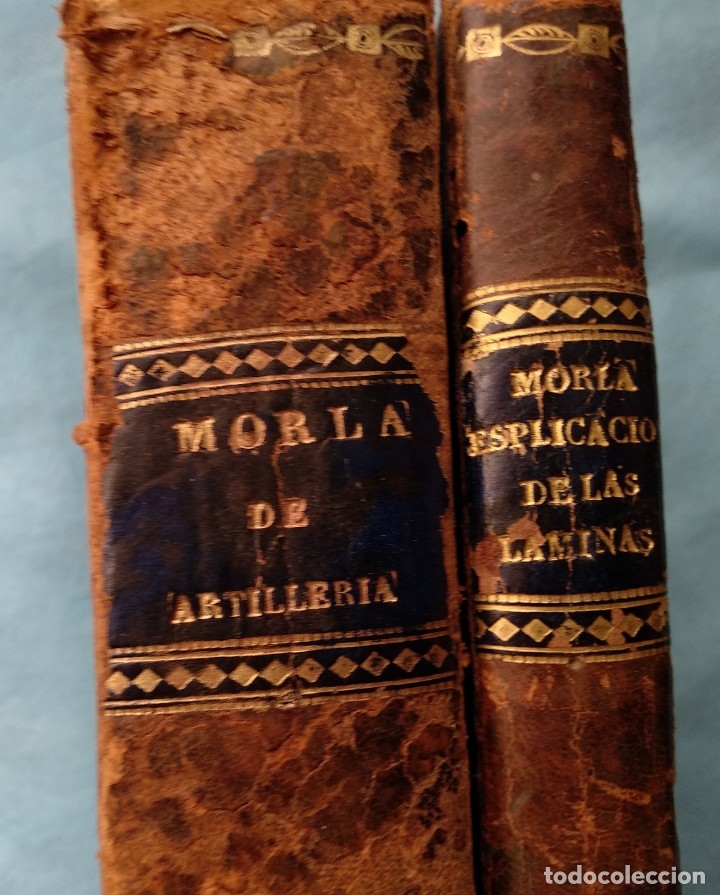 MORLA
DE
ARTILLERIA
MORLA
ESPLICACIO
DE LAS
LAMINAS
todocoleccion